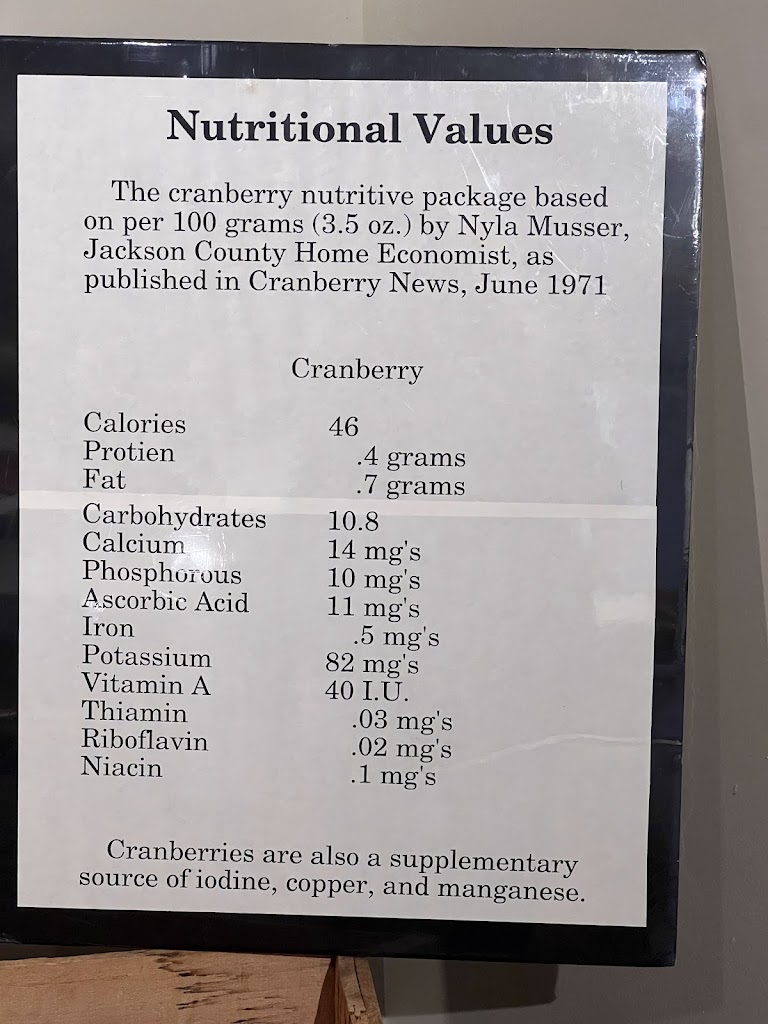 Nutritional Values
The cranberry nutritive package based
on per 100 grams (3.5 oz.) by Nyla Musser,
Jackson County Home Economist, as
published in Cranberry News, June 1971
Cranberry
Calories 46
Protien .4 grams
Fat .7 grams
Carbohydrates 10.8
Calcium 14 mg's
Phosphorous 10 mg's
Ascorbic Acid 11 mg's
Iron .5 mg's
Potassium 82 mg's
Vitamin A 40 I.U.
Thiamin .03 mg's
Riboflavin .02 mg's
Niacin .1 mg's
Cranberries are also a supplementary
source of iodine, copper, and manganese.